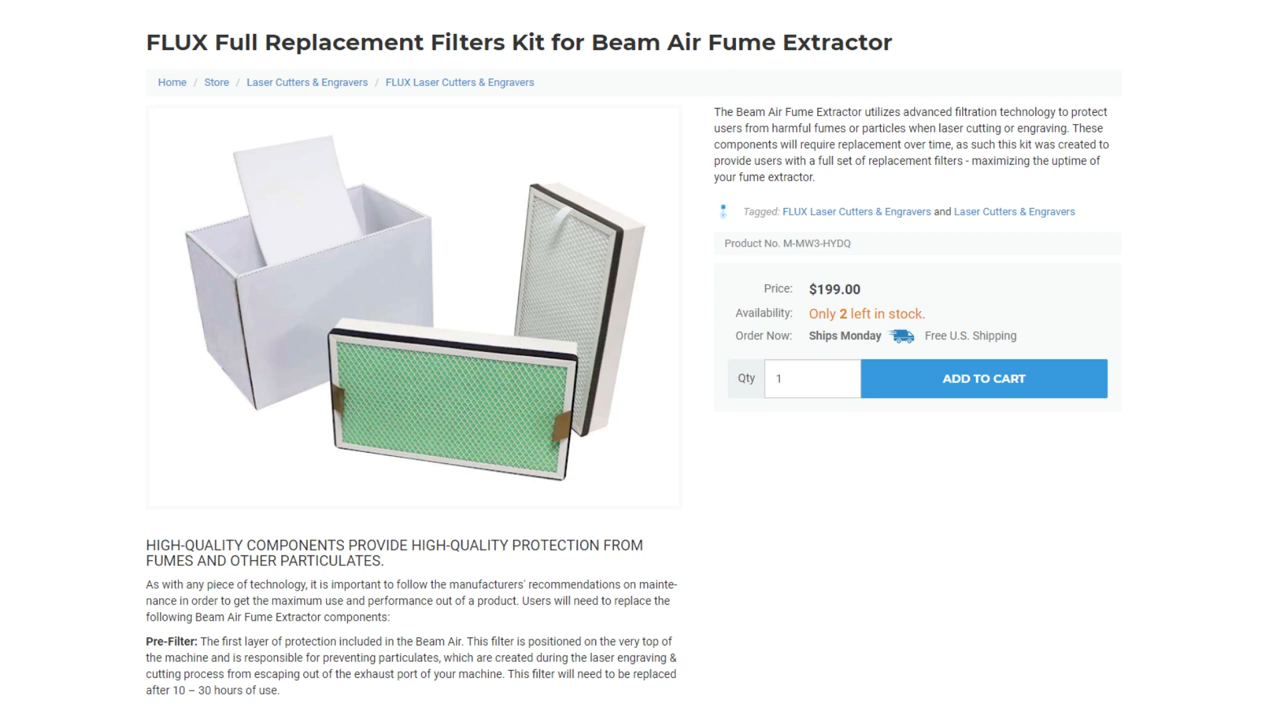 FLUX Full Replacement Filters Kit for Beam Air Fume Extractor
Home / Store / Laser Cutters & Engravers / FLUX Laser Cutters & Engravers
The Beam Air Fume Extractor utilizes advanced filtration technology to protect
users from harmful fumes or particles when laser cutting or engraving. These
components will require replacement over time, as such this kit was created to
provide users with a full set of replacement filters - maximizing the uptime of
your fume extractor.
Tagged: FLUX Laser Cutters & Engravers and Laser Cutters & Engravers
Product No. M-MW3-HYDQ
Price: $199.00
Availability: Only 2 left in stock.
Order Now: Ships Monday Free U.S. Shipping
Qty 1 ADD TO CART
HIGH-QUALITY COMPONENTS PROVIDE HIGH-QUALITY PROTECTION FROM
FUMES AND OTHER PARTICULATES.
As with any piece of technology, it is important to follow the manufacturers' recommendations on mainte-
nance in order to get the maximum use and performance out of a product. Users will need to replace the
following Beam Air Fume Extractor components:
Pre-Filter: The first layer of protection included in the Beam Air. This filter is positioned on the very top of
the machine and is responsible for preventing particulates, which are created during the laser engraving &
cutting process from escaping out of the exhaust port of your machine. This filter will need to be replaced
after 10 – 30 hours of use.